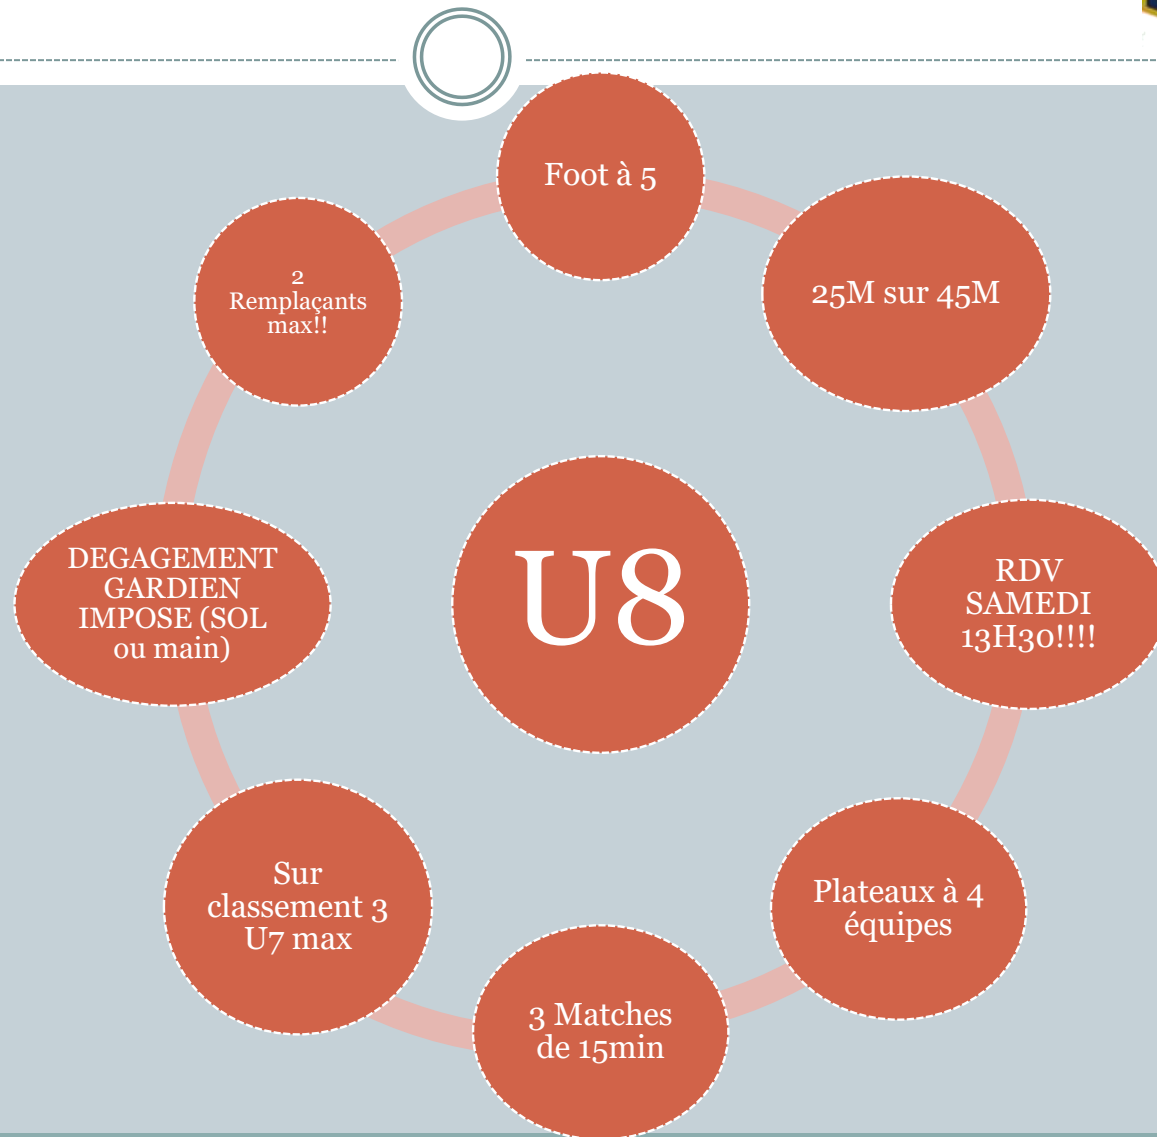 Foot à 5
25M sur 45M
RDV
SAMEDI
13H30!!!!
Plateaux à 4
équipes
3 Matches
de 15min
Sur
classement 3
U7 max
DEGAGEMENT
GARDIEN
IMPOSE (SOL
ou main)
2
Remplaçants
max!!
U8